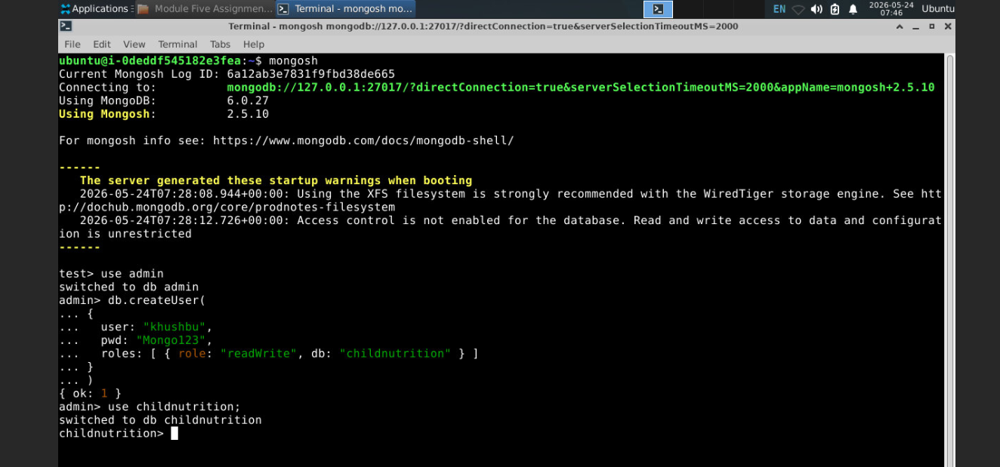 Applications
Module Five Assignmen...
Terminal - mongosh mo...
EN
2026-05-24
07:46
Ubuntu
Terminal - mongosh mongodb://127.0.0.1:27017/?directConnection=true&serverSelectionTimeoutMS=2000
File Edit View Terminal Tabs Help
ubuntu@i-0deddf545182e3fea:~$ mongosh
Current Mongosh Log ID: 6a12ab3e7831f9fbd38de665
Connecting to: mongodb://127.0.0.1:27017/?directConnection=true&serverSelectionTimeoutMS=2000&appName=mongosh+2.5.10
Using MongoDB: 6.0.27
Using Mongosh: 2.5.10
For mongosh info see: https://www.mongodb.com/docs/mongodb-shell/
------
The server generated these startup warnings when booting
2026-05-24T07:28:08.944+00:00: Using the XFS filesystem is strongly recommended with the WiredTiger storage engine. See htt
p://dochub.mongodb.org/core/prodnotes-filesystem
2026-05-24T07:28:12.726+00:00: Access control is not enabled for the database. Read and write access to data and configurat
ion is unrestricted
------
test> use admin
switched to db admin
admin> db.createUser(
... {
... user: "khushbu",
... pwd: "Mongo123",
... roles: [ { role: "readWrite", db: "childnutrition" } ]
... }
... )
{ ok: 1 }
admin> use childnutrition;
switched to db childnutrition
childnutrition>